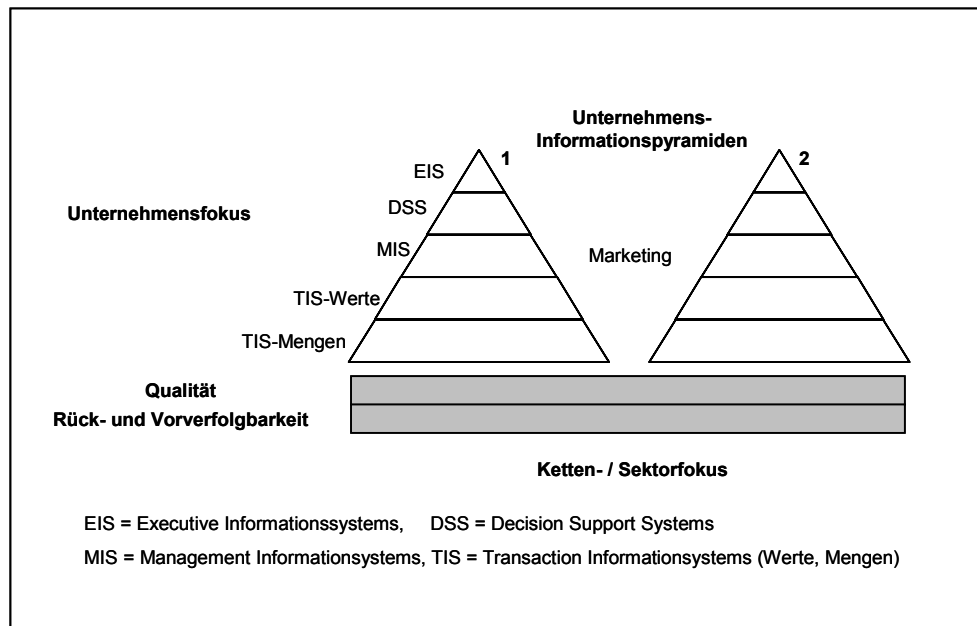 Unternehmens-
Informationspyramiden
1
2
EIS
Unternehmensfokus
DSS
MIS
Marketing
TIS-Werte
TIS-Mengen
Qualität
Rück- und Vorverfolgbarkeit
Ketten- / Sektorfokus
EIS = Executive Informationssystems, DSS = Decision Support Systems
MIS = Management Informationsystems, TIS = Transaction Informationsystems (Werte, Mengen)